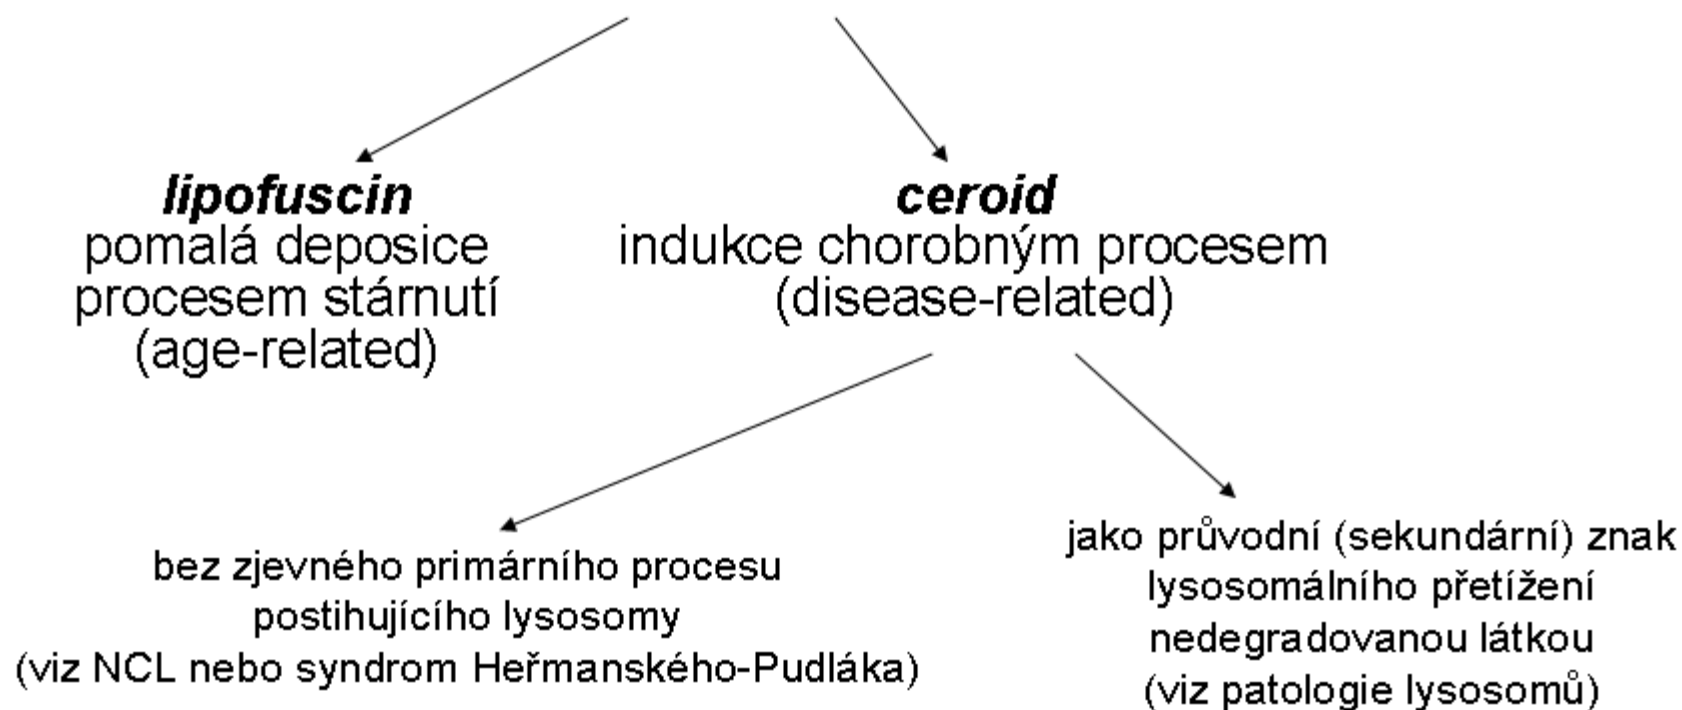 lipofuscin
pomalá deposice
procesem stárnutí
(age-related)
ceroid
indukce chorobným procesem
(disease-related)
bez zjevného primárního procesu
postihujícího lysosomy
(viz NCL nebo syndrom Heřmanského-Pudláka)
jako průvodní (sekundární) znak
lysosomálního přetížení
nedegradovanou látkou
(viz patologie lysosomů)